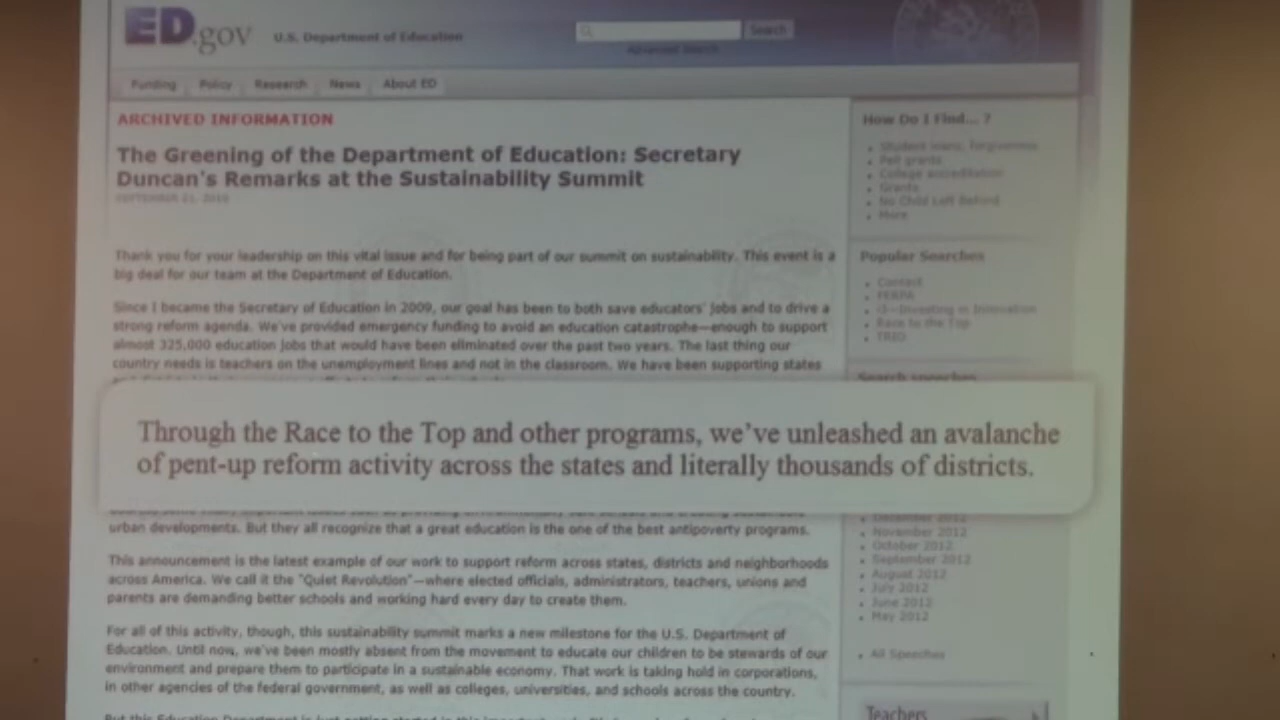 ED.gov U.S. Department of Education Search
Advanced Search
Funding Policy Research News About ED
ARCHIVED INFORMATION
The Greening of the Department of Education: Secretary
Duncan's Remarks at the Sustainability Summit
SEPTEMBER 21, 2010
Thank you for your leadership on this vital issue and for being part of our summit on sustainability. This event is a
big deal for our team at the Department of Education.
Since I became the Secretary of Education in 2009, our goal has been to both save educators' jobs and to drive a
strong reform agenda. We've provided emergency funding to avoid an education catastrophe—enough to support
almost 325,000 education jobs that would have been eliminated over the past two years. The last thing our
country needs is teachers on the unemployment lines and not in the classroom. We have been supporting states
Through the Race to the Top and other programs, we've unleashed an avalanche
of pent-up reform activity across the states and literally thousands of districts.
urban developments. But they all recognize that a great education is the one of the best antipoverty programs.
This announcement is the latest example of our work to support reform across states, districts and neighborhoods
across America. We call it the "Quiet Revolution"—where elected officials, administrators, teachers, unions and
parents are demanding better schools and working hard every day to create them.
For all of this activity, though, this sustainability summit marks a new milestone for the U.S. Department of
Education. Until now, we've been mostly absent from the movement to educate our children to be stewards of our
environment and prepare them to participate in a sustainable economy. That work is taking hold in corporations,
in other agencies of the federal government, as well as colleges, universities, and schools across the country.
How Do I Find... ?
Student loans, forgiveness
Pell grants
College accreditation
Grants
No Child Left Behind
More
Popular Searches
Contact
FERPA
i3—Investing in Innovation
Race to the Top
TRIO
Search speeches
December 2012
November 2012
October 2012
September 2012
August 2012
July 2012
June 2012
May 2012
All Speeches
Teachers